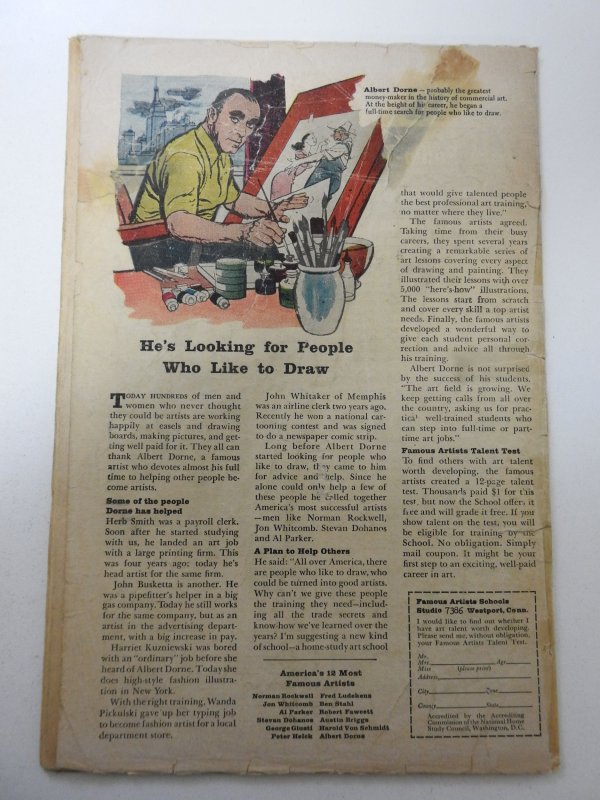 Albert Dorne — probably the greatest
money-maker in the history of commercial art.
At the height of his career, he began a
full-time search for people who like to draw.
He's Looking for People
Who Like to Draw
TODAY HUNDREDS of men and
women who never thought
they could be artists are working
happily at easels and drawing
boards, making pictures, and get-
ting well paid for it. They all can
thank Albert Dorne, a famous
artist who devotes almost his full
time to helping other people be-
come artists.
Some of the people
Dorne has helped
Herb Smith was a payroll clerk.
Soon after he started studying
with us, he landed an art job
with a large printing firm. This
was four years ago; today he's
head artist for the same firm.
John Busketta is another. He
was a pipefitter's helper in a big
gas company. Today he still works
for the same company, but as an
artist in the advertising depart-
ment, with a big increase in pay.
Harriet Kuzniewski was bored
with an "ordinary" job before she
heard of Albert Dorne. Today she
does high-style fashion illustra-
tion in New York.
With the right training, Wanda
Pickulski gave up her typing job
to become fashion artist for a local
department store.
John Whitaker of Memphis
was an airline clerk two years ago.
Recently he won a national car-
tooning contest and was signed
to do a newspaper comic strip.
Long before Albert Dorne
started looking for people who
like to draw, they came to him
for advice and help. Since he
alone could only help a few of
these people he called together
America's most successful artists
—men like Norman Rockwell,
Jon Whitcomb, Stevan Dohanos
and Al Parker.
A Plan to Help Others
He said: "All over America, there
are people who like to draw, who
could be turned into good artists.
Why can't we give these people
the training they need—includ-
ing all the trade secrets and
know-how we've learned over the
years? I'm suggesting a new kind
of school—a home-study art school
America's 12 Most
Famous Artists
Norman Rockwell Fred Ludekens
Jon Whitcomb Ben Stahl
Al Parker Robert Fawcett
Stevan Dohanos Austin Briggs
George Giusti Harold Von Schmidt
Peter Helck Albert Dorne
that would give talented people
the best professional art training,
no matter where they live."
The famous artists agreed.
Taking time from their busy
careers, they spent several years
creating a remarkable series of
art lessons covering every aspect
of drawing and painting. They
illustrated their lessons with over
5,000 "here's-how" illustrations.
The lessons start from scratch
and cover every skill a top artist
needs. Finally, the famous artists
developed a wonderful way to
give each student personal cor-
rection and advice all through
his training.
Albert Dorne is not surprised
by the success of his students.
"The art field is growing. We
keep getting calls from all over
the country, asking us for prac-
tical well-trained students who
can step into full-time or part-
time art jobs."
Famous Artists Talent Test
To find others with art talent
worth developing, the famous
artists created a 12-page talent
test. Thousands paid $1 for this
test, but now the School offers it
free and will grade it free. If you
show talent on the test, you will
be eligible for training by the
School. No obligation. Simply
mail coupon. It might be your
first step to an exciting, well-paid
career in art.
Famous Artists Schools
Studio 7366 Westport, Conn.
I would like to find out whether I
have art talent worth developing.
Please send me, without obligation,
your Famous Artists Talent Test.
Mr.
Mrs. Age
Miss (please print)
Address
City Zone
County State
Accredited by the Accrediting
Commission of the National Home
Study Council, Washington, D.C.